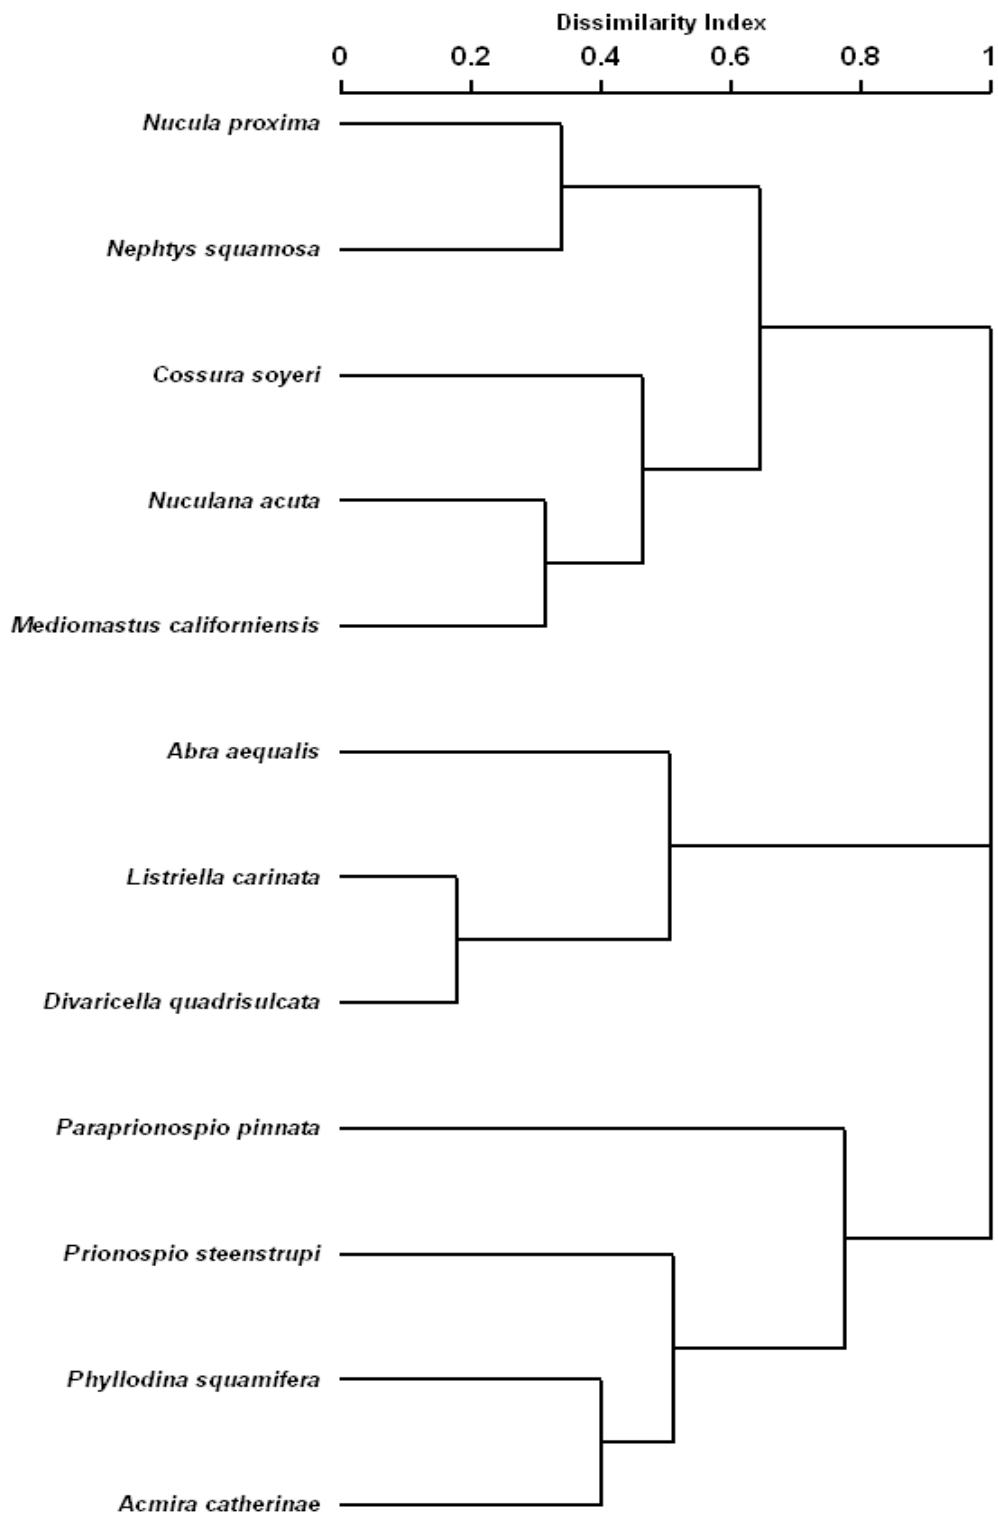 Dissimilarity Index
0 0.2 0.4 0.6 0.8 1
Nucula proxima
Nephtys squamosa
Cossura soyeri
Nuculana acuta
Mediomastus californiensis
Abra aequalis
Listriella carinata
Divaricella quadrisulcata
Paraprionospio pinnata
Prionospio steenstrupi
Phyllodina squamifera
Acmira catherinae